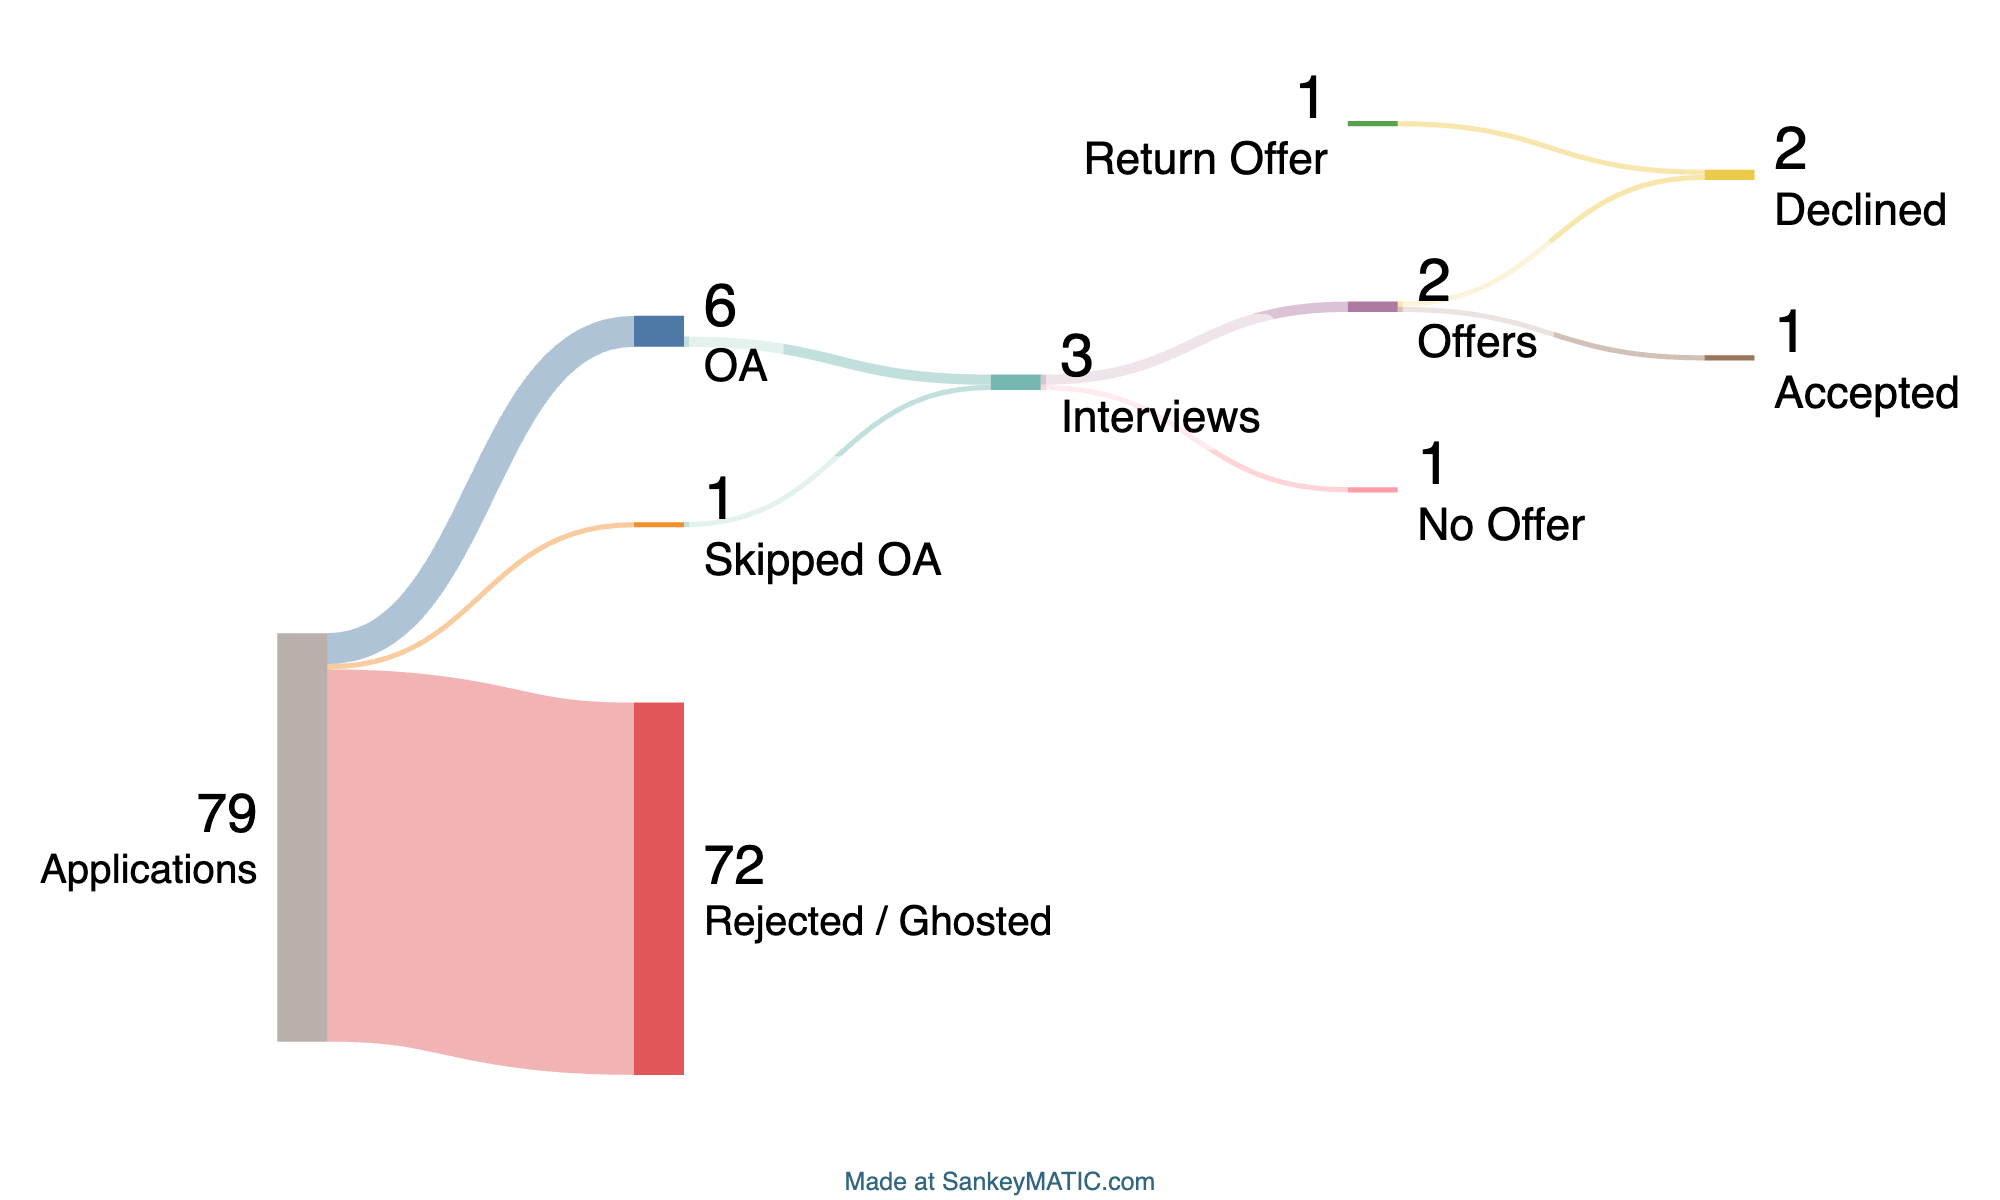 1
Return Offer
2
Declined
2
Offers
1
Accepted
6
OA
3
Interviews
1
No Offer
1
Skipped OA
79
Applications
72
Rejected / Ghosted
Made at SankeyMATIC.com